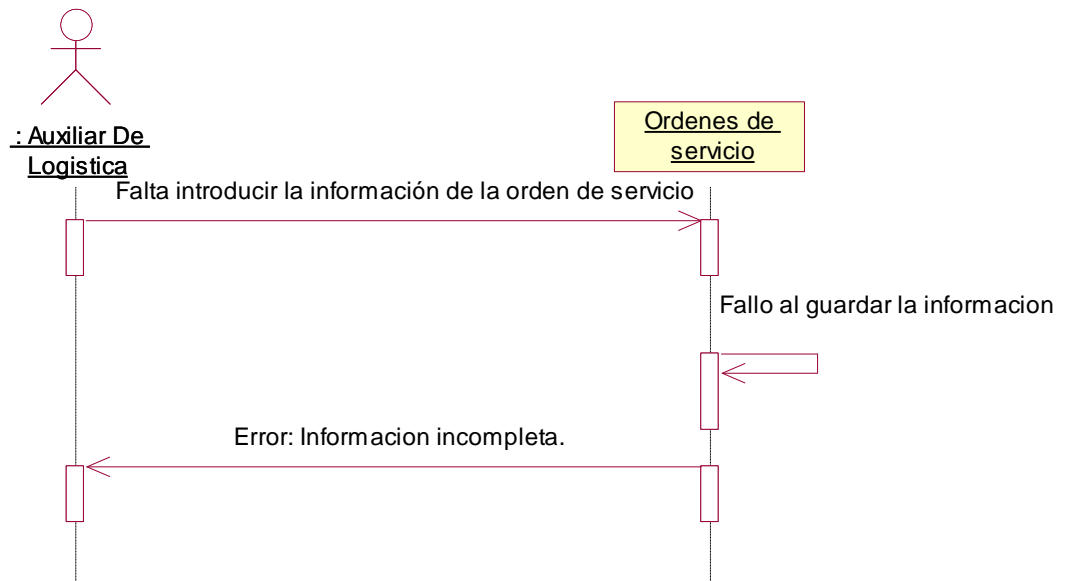 : Auxiliar De
Logistica
Ordenes de
servicio
Falta introducir la información de la orden de servicio
Fallo al guardar la informacion
Error: Informacion incompleta.